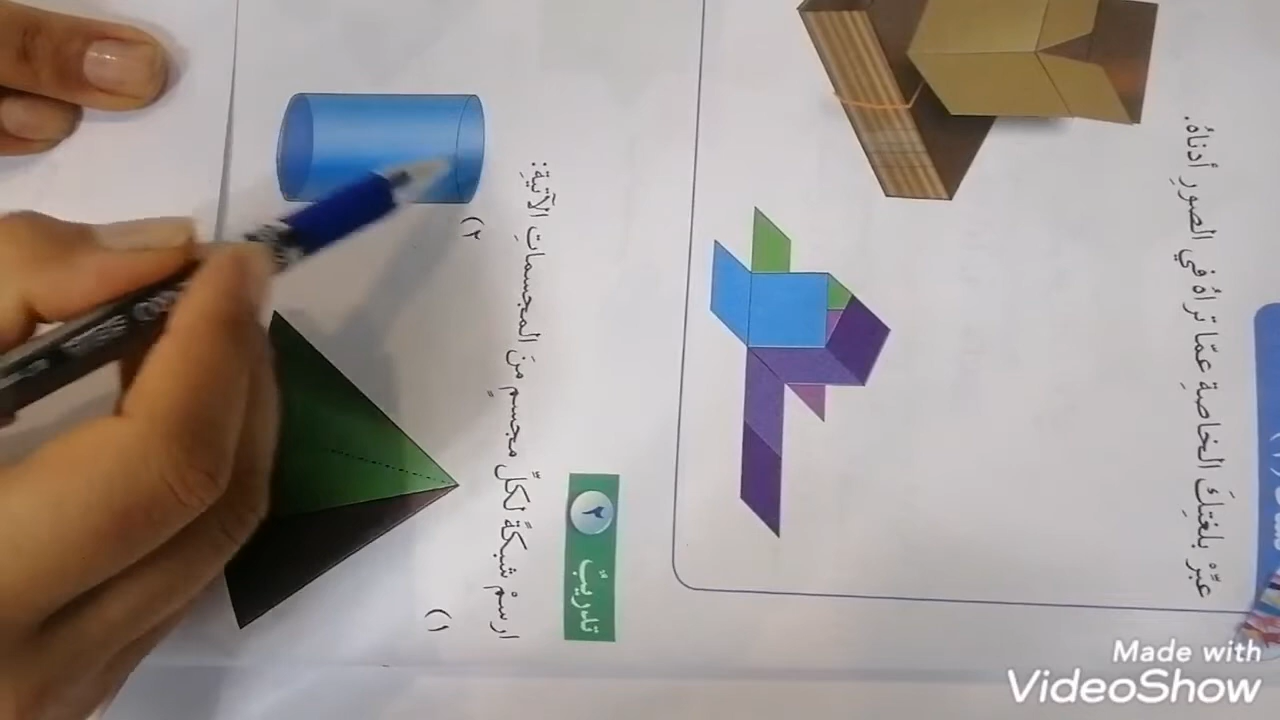 عبِّرْ بلغتِكَ الخاصةِ عمّا تراهُ في الصورِ أدناهُ.
تدريبٌ ٢
ارسمْ شبكةً لكلِّ مجسمٍ منَ المجسماتِ الآتيةِ:
١)
٢)
Made with
VideoShow